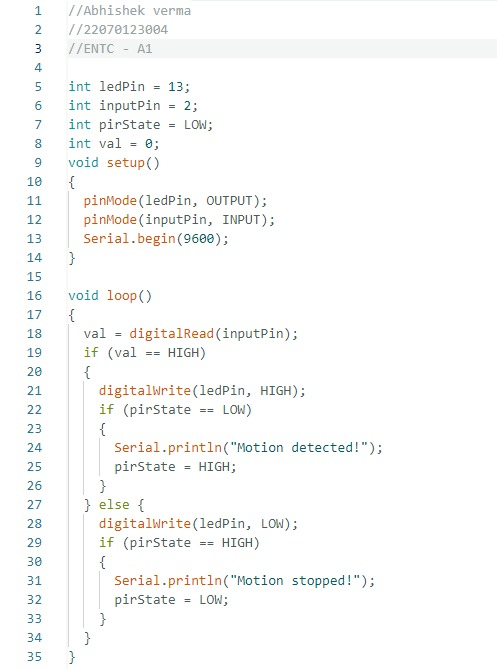 1 //Abhishek verma
2 //22070123004
3 //ENTC - A1
4
5 int ledPin = 13;
6 int inputPin = 2;
7 int pirState = LOW;
8 int val = 0;
9 void setup()
10 {
11   pinMode(ledPin, OUTPUT);
12   pinMode(inputPin, INPUT);
13   Serial.begin(9600);
14 }
15
16 void loop()
17 {
18   val = digitalRead(inputPin);
19   if (val == HIGH)
20   {
21     digitalWrite(ledPin, HIGH);
22     if (pirState == LOW)
23     {
24       Serial.println("Motion detected!");
25       pirState = HIGH;
26     }
27   } else {
28     digitalWrite(ledPin, LOW);
29     if (pirState == HIGH)
30     {
31       Serial.println("Motion stopped!");
32       pirState = LOW;
33     }
34   }
35 }